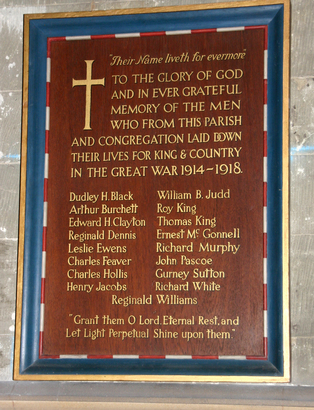 "Their Name liveth for evermore"
TO THE GLORY OF GOD
AND IN EVER GRATEFUL
MEMORY OF THE MEN
WHO FROM THIS PARISH
AND CONGREGATION LAID DOWN
THEIR LIVES FOR KING & COUNTRY
IN THE GREAT WAR 1914-1918.
Dudley H. Black William B. Judd
Arthur Burchett Roy King
Edward H. Clayton Thomas King
Reginald Dennis Ernest Mc Gonnell
Leslie Ewens Richard Murphy
Charles Feaver John Pascoe
Charles Hollis Gurney Sutton
Henry Jacobs Richard White
Reginald Williams
"Grant them O Lord, Eternal Rest, and
Let Light Perpetual Shine upon them."